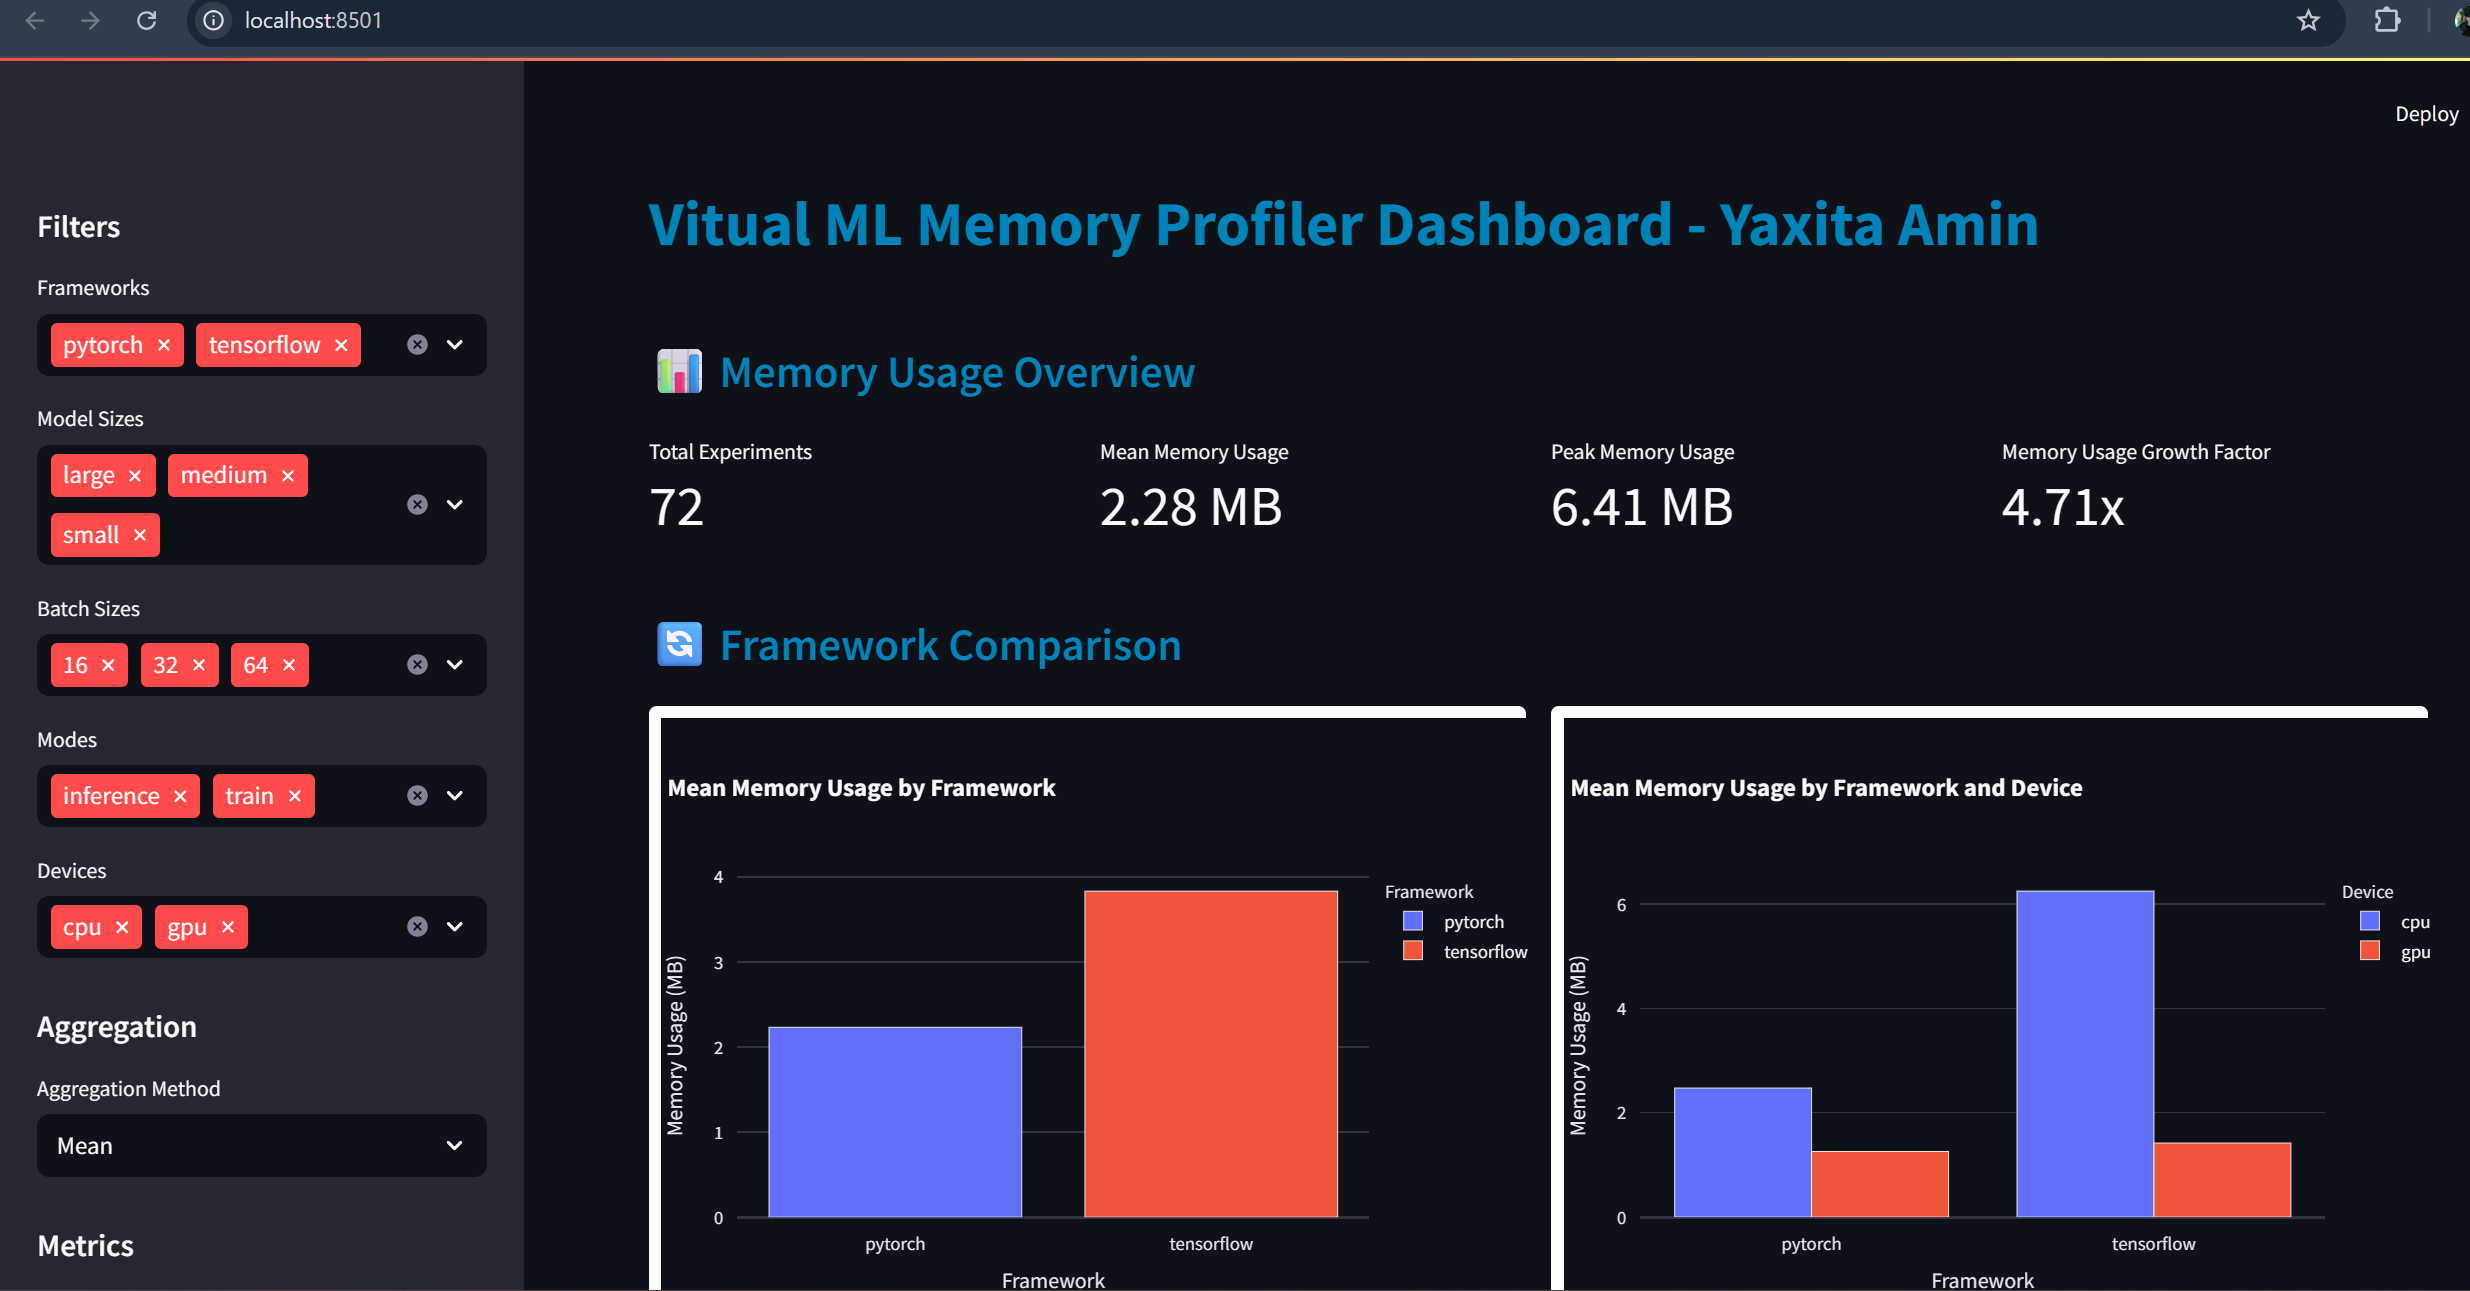 localhost:8501
Deploy
Filters
Frameworks
pytorch
tensorflow
Model Sizes
large
medium
small
Batch Sizes
16
32
64
Modes
inference
train
Devices
cpu
gpu
Aggregation
Aggregation Method
Mean
Metrics
Vitual ML Memory Profiler Dashboard - Yaxita Amin
Memory Usage Overview
Total Experiments
72
Mean Memory Usage
2.28 MB
Peak Memory Usage
6.41 MB
Memory Usage Growth Factor
4.71x
Framework Comparison
Mean Memory Usage by Framework
Memory Usage (MB)
4
3
2
1
0
pytorch
tensorflow
Framework
Framework
pytorch
tensorflow
Mean Memory Usage by Framework and Device
Memory Usage (MB)
6
4
2
0
pytorch
tensorflow
Framework
Device
cpu
gpu